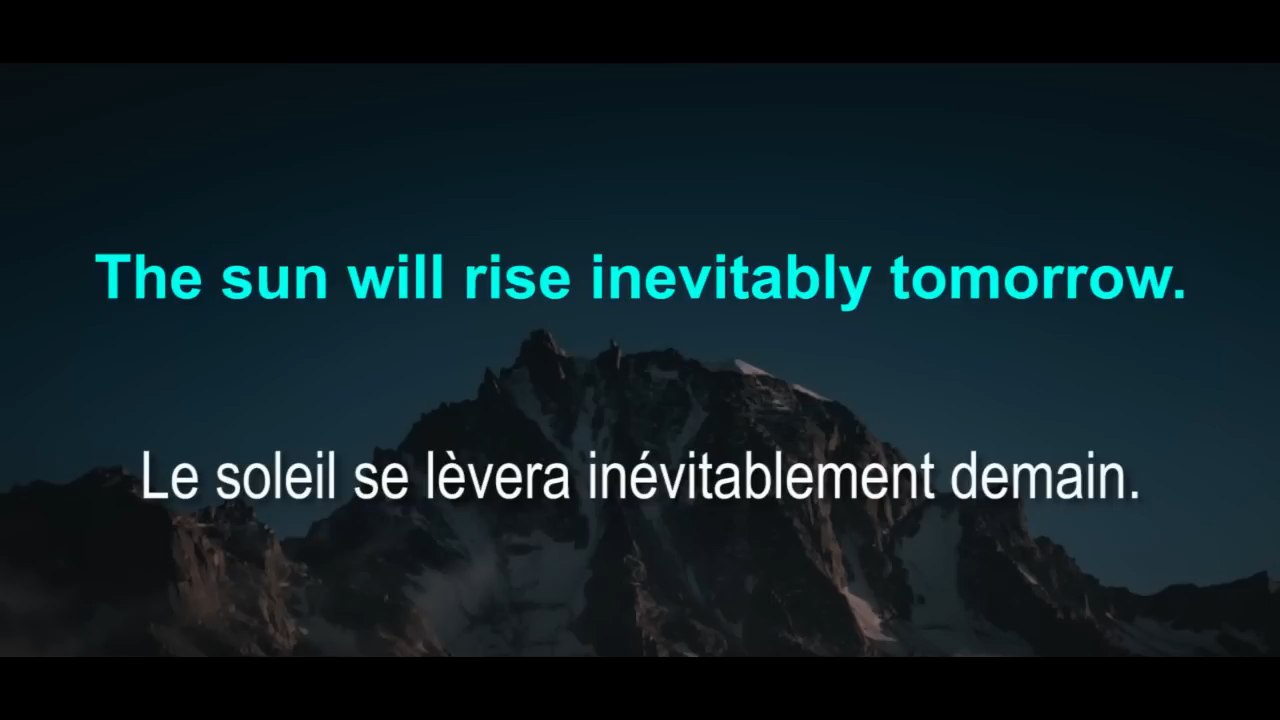 The sun will rise inevitably tomorrow.
Le soleil se lèvera inévitablement demain.